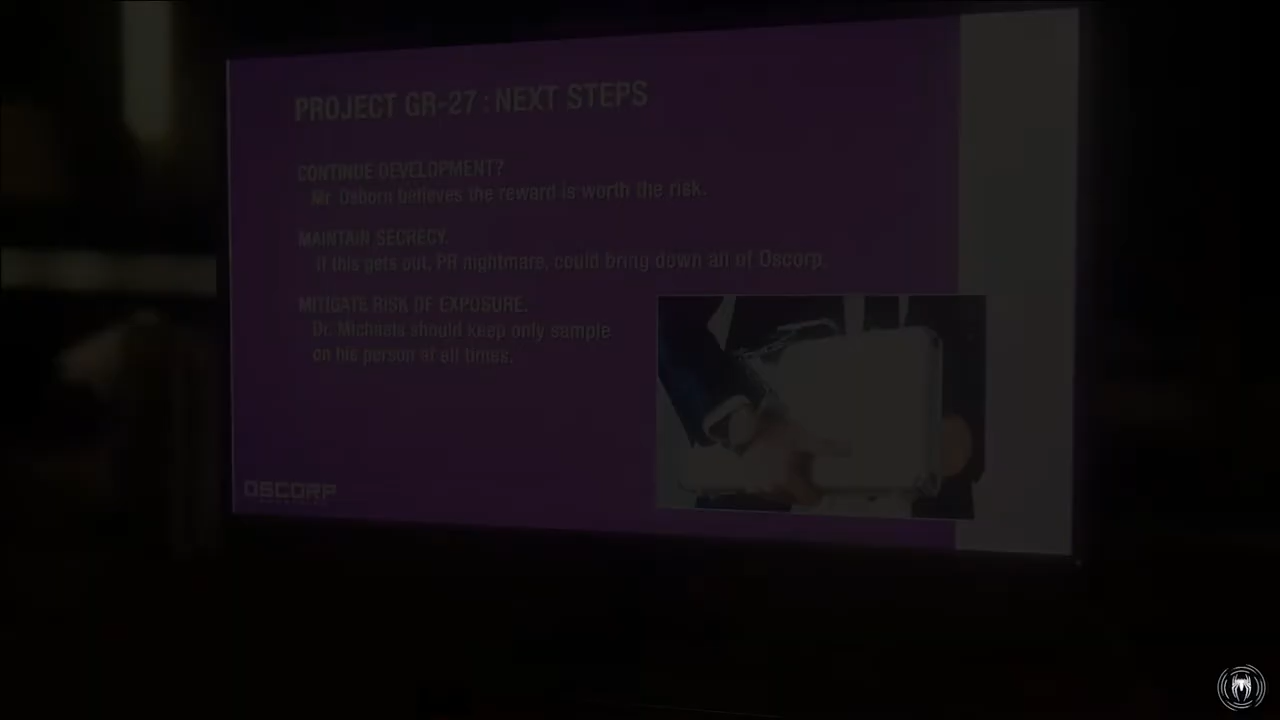 PROJECT GR-27 : NEXT STEPS
CONTINUE DEVELOPMENT?
Mr. Osborn believes the reward is worth the risk.
MAINTAIN SECRECY.
If this gets out, PR nightmare, could bring down all of Oscorp.
MITIGATE RISK OF EXPOSURE.
Dr. Michaels should keep only sample
on his person at all times.
OSCORP